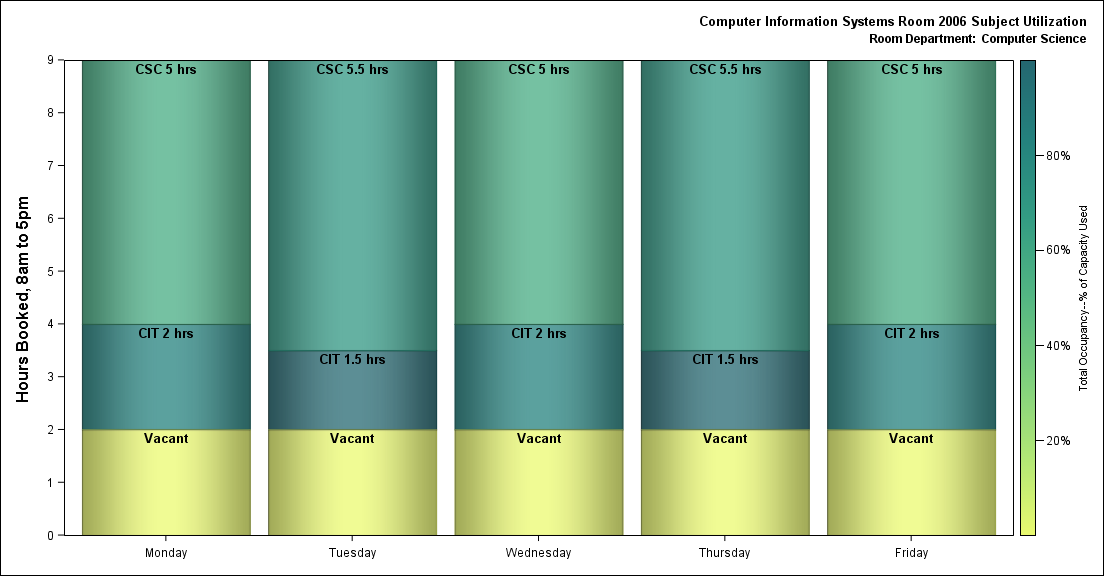 Computer Information Systems Room 2006 Subject Utilization
Room Department: Computer Science
Hours Booked, 8am to 5pm
9
8
7
6
5
4
3
2
1
0
CSC 5 hrs
CSC 5.5 hrs
CSC 5 hrs
CSC 5.5 hrs
CSC 5 hrs
CIT 2 hrs
CIT 1.5 hrs
CIT 2 hrs
CIT 1.5 hrs
CIT 2 hrs
Vacant
Vacant
Vacant
Vacant
Vacant
Monday
Tuesday
Wednesday
Thursday
Friday
80%
60%
40%
20%
Total Occupancy--% of Capacity Used